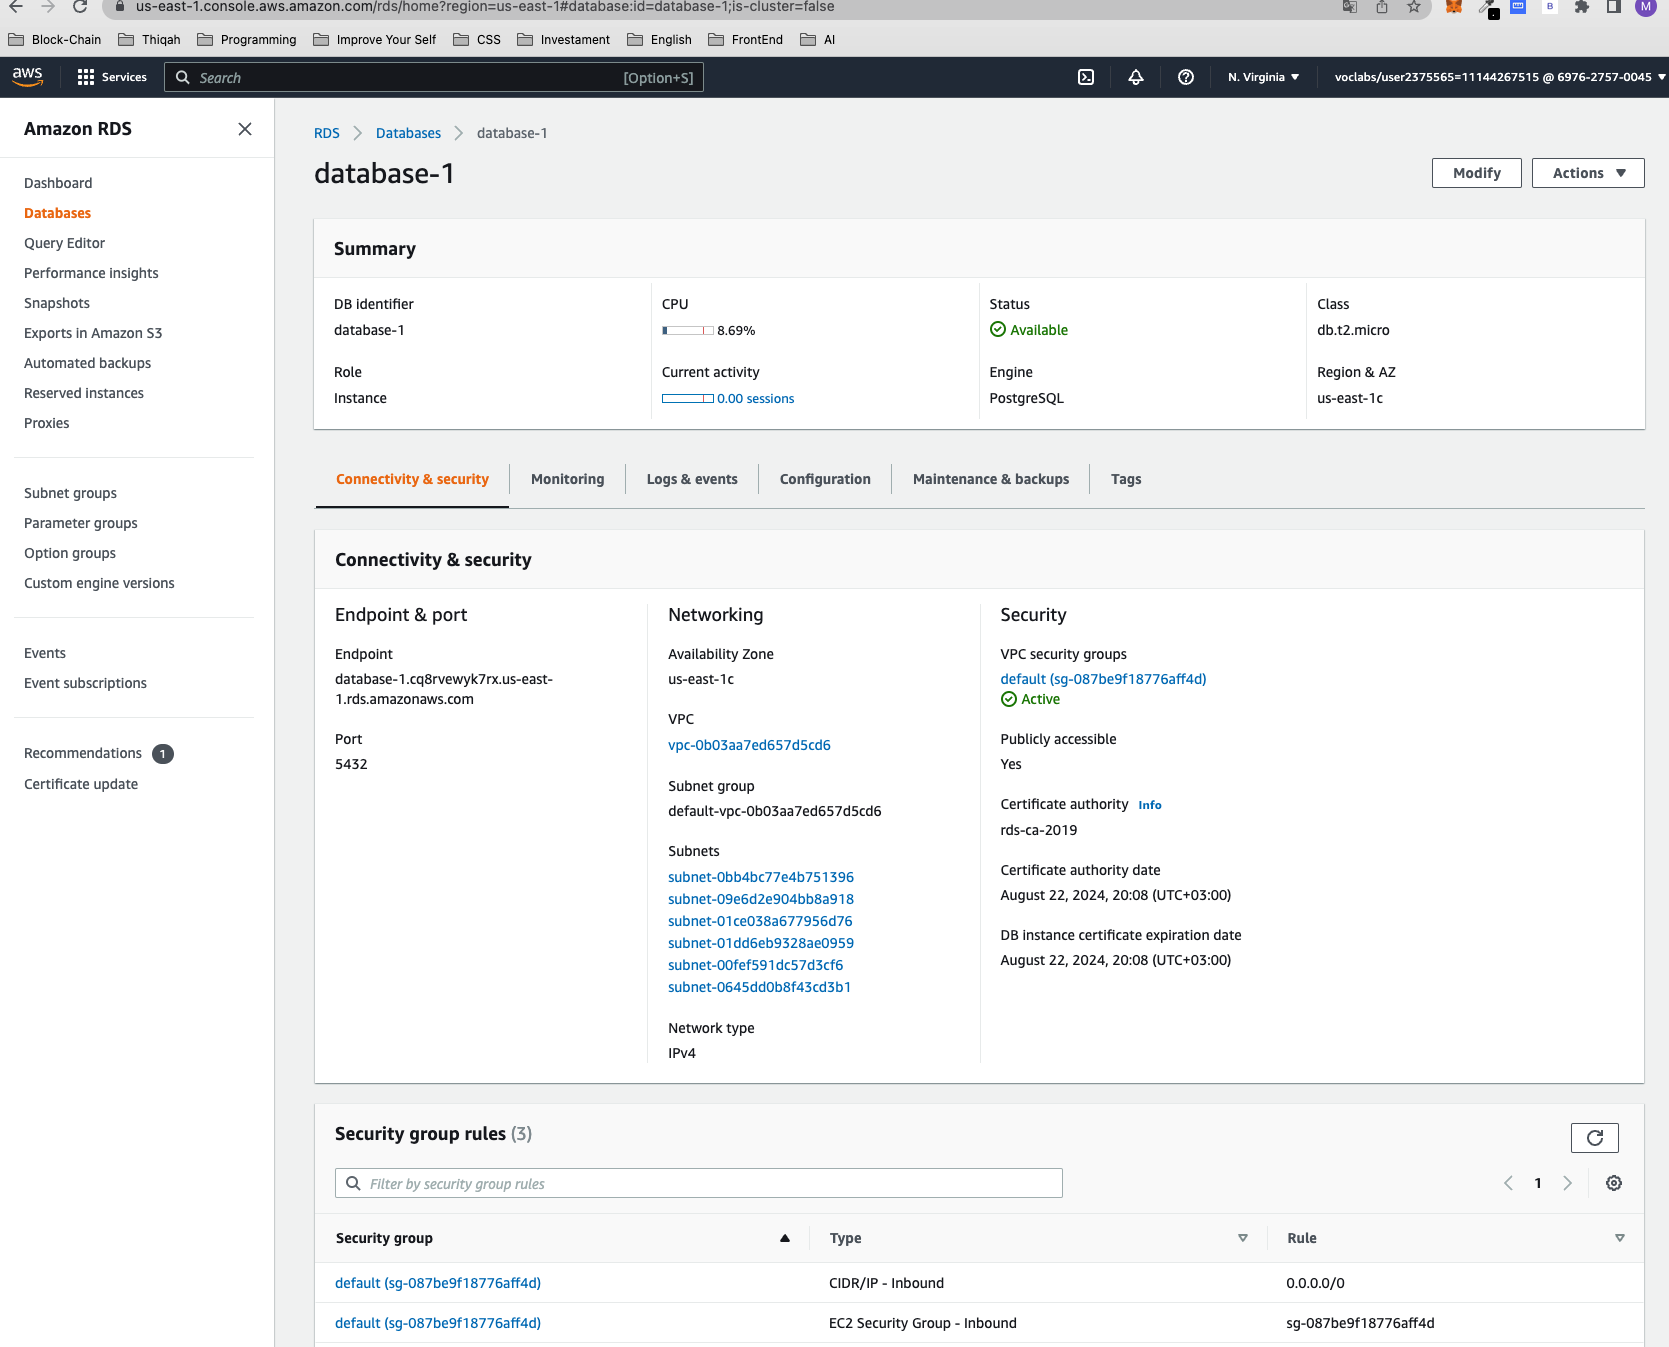 us-east-1.console.aws.amazon.com/rds/home?region=us-east-1#database:id=database-1;is-cluster=false
B
M
Block-Chain
Thiqah
Programming
Improve Your Self
CSS
Investament
English
FrontEnd
AI
aws
Services
Search
[Option+S]
N. Virginia
voclabs/user2375565=11144267515 @ 6976-2757-0045
Amazon RDS
Dashboard
Databases
Query Editor
Performance insights
Snapshots
Exports in Amazon S3
Automated backups
Reserved instances
Proxies
Subnet groups
Parameter groups
Option groups
Custom engine versions
Events
Event subscriptions
Recommendations 1
Certificate update
RDS
Databases
database-1
database-1
Modify
Actions
Summary
DB identifier
database-1
CPU
8.69%
Status
Available
Class
db.t2.micro
Role
Instance
Current activity
0.00 sessions
Engine
PostgreSQL
Region & AZ
us-east-1c
Connectivity & security
Monitoring
Logs & events
Configuration
Maintenance & backups
Tags
Connectivity & security
Endpoint & port
Endpoint
database-1.cq8rvewyk7rx.us-east-
1.rds.amazonaws.com
Port
5432
Networking
Availability Zone
us-east-1c
VPC
vpc-0b03aa7ed657d5cd6
Subnet group
default-vpc-0b03aa7ed657d5cd6
Subnets
subnet-0bb4bc77e4b751396
subnet-09e6d2e904bb8a918
subnet-01ce038a677956d76
subnet-01dd6eb9328ae0959
subnet-00fef591dc57d3cf6
subnet-0645dd0b8f43cd3b1
Network type
IPv4
Security
VPC security groups
default (sg-087be9f18776aff4d)
Active
Publicly accessible
Yes
Certificate authority Info
rds-ca-2019
Certificate authority date
August 22, 2024, 20:08 (UTC+03:00)
DB instance certificate expiration date
August 22, 2024, 20:08 (UTC+03:00)
Security group rules (3)
Filter by security group rules
1
Security group
Type
Rule
default (sg-087be9f18776aff4d)
CIDR/IP - Inbound
0.0.0.0/0
default (sg-087be9f18776aff4d)
EC2 Security Group - Inbound
sg-087be9f18776aff4d